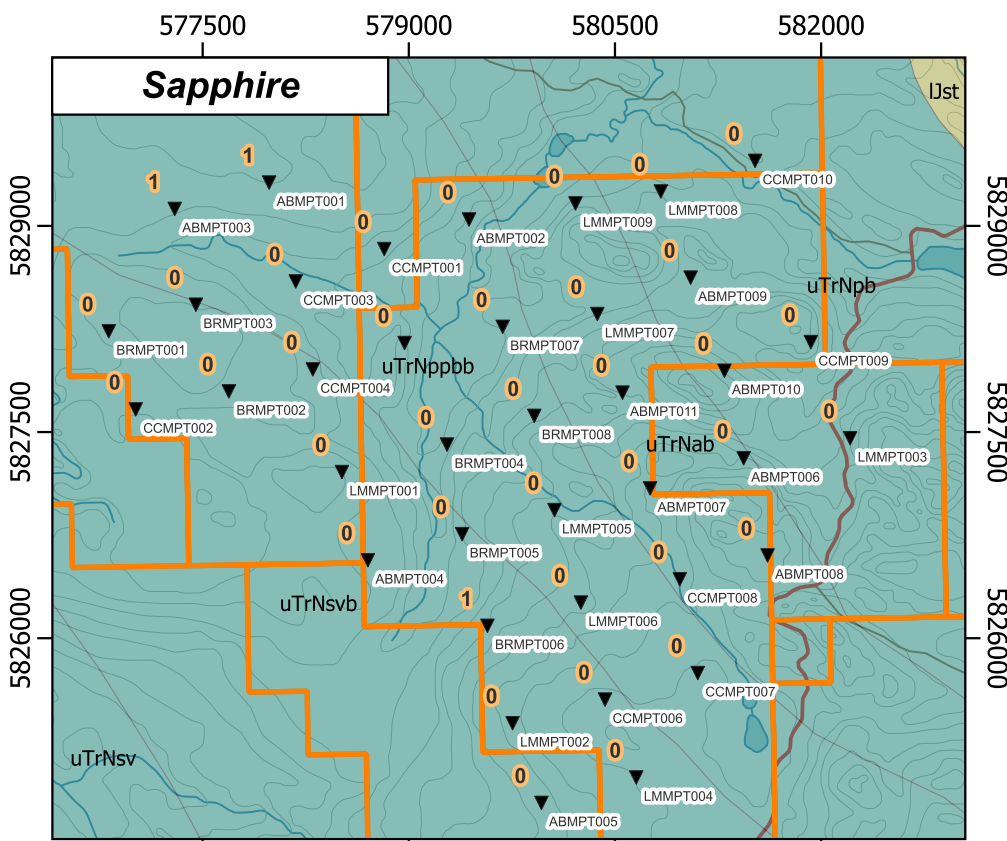 577500 579000 580500 582000
Sapphire
lJst
0
CCMPT010
1
ABMPT001
1
ABMPT003
0
LMMPT008
0
LMMPT009
0
ABMPT002
0
CCMPT001
5829000
5829000
0
CCMPT003
0
ABMPT009
0
BRMPT003
uTrNpb
0
BRMPT001
0
LMMPT007
0
BRMPT007
0
CCMPT009
0
uTrNppbb
0
CCMPT004
0
ABMPT010
0
BRMPT002
0
ABMPT011
0
CCMPT002
0
BRMPT008
0
LMMPT003
5827500
5827500
0
BRMPT004
uTrNab
0
ABMPT006
0
LMMPT001
0
ABMPT007
0
LMMPT005
0
BRMPT005
0
ABMPT008
0
ABMPT004
0
CCMPT008
0
LMMPT006
uTrNsvb
1
BRMPT006
5826000
5826000
0
CCMPT007
0
CCMPT006
0
LMMPT002
0
LMMPT004
uTrNsv
0
ABMPT005